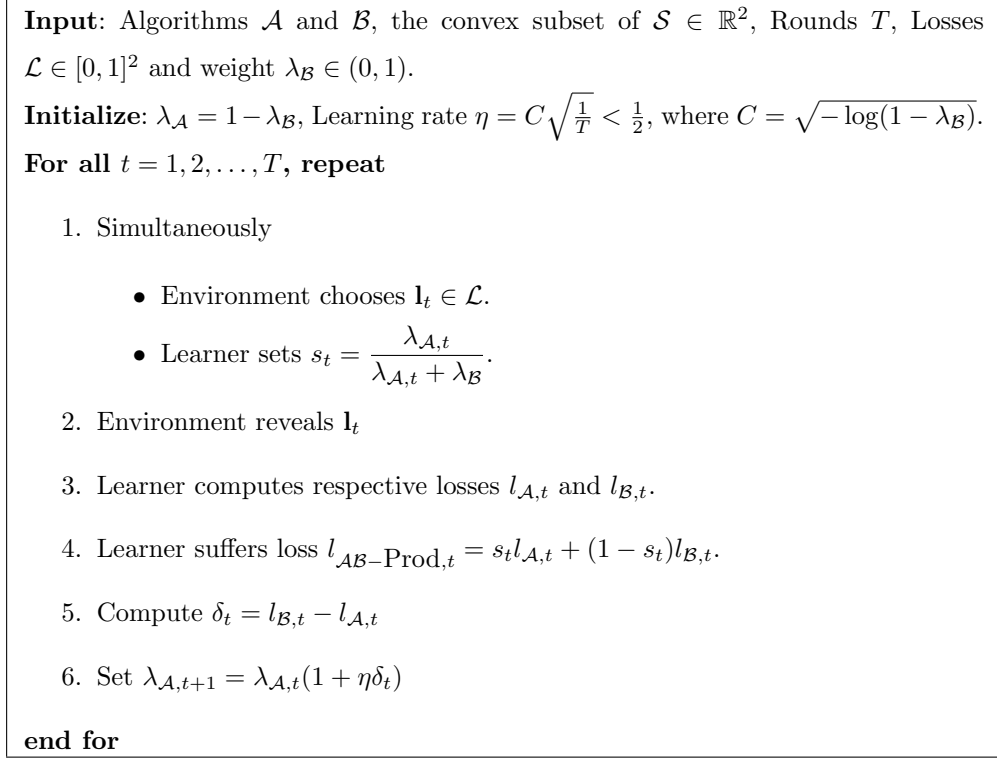 Input: Algorithms 𝒜 and ℬ, the convex subset of 𝒮 ∈ ℝ², Rounds T, Losses
ℒ ∈ [0, 1]² and weight λ_ℬ ∈ (0, 1).
Initialize: λ_𝒜 = 1 − λ_ℬ, Learning rate η = C√(1/T) < 1/2, where C = √(− log(1 − λ_ℬ)).
For all t = 1, 2, . . . , T, repeat
1. Simultaneously
• Environment chooses l_t ∈ ℒ.
• Learner sets s_t = λ_{𝒜,t} / (λ_{𝒜,t} + λ_ℬ).
2. Environment reveals l_t
3. Learner computes respective losses l_{𝒜,t} and l_{ℬ,t}.
4. Learner suffers loss l_{𝒜ℬ−Prod,t} = s_t l_{𝒜,t} + (1 − s_t) l_{ℬ,t}.
5. Compute δ_t = l_{ℬ,t} − l_{𝒜,t}
6. Set λ_{𝒜,t+1} = λ_{𝒜,t}(1 + ηδ_t)
end for